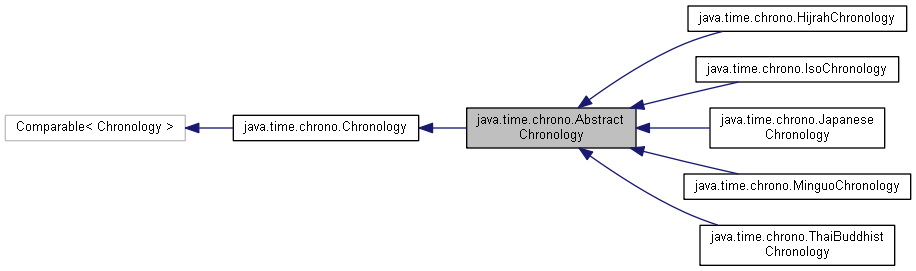 Comparable< Chronology >
java.time.chrono.Chronology
java.time.chrono.Abstract
Chronology
java.time.chrono.HijrahChronology
java.time.chrono.IsoChronology
java.time.chrono.Japanese
Chronology
java.time.chrono.MinguoChronology
java.time.chrono.ThaiBuddhist
Chronology